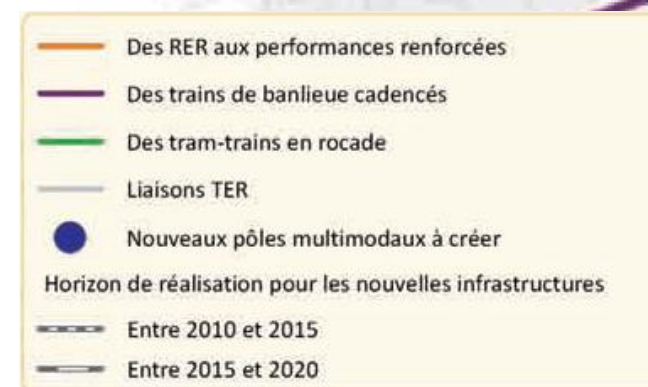 Des RER aux performances renforcées
Des trains de banlieue cadencés
Des tram-trains en rocade
Liaisons TER
Nouveaux pôles multimodaux à créer
Horizon de réalisation pour les nouvelles infrastructures
Entre 2010 et 2015
Entre 2015 et 2020